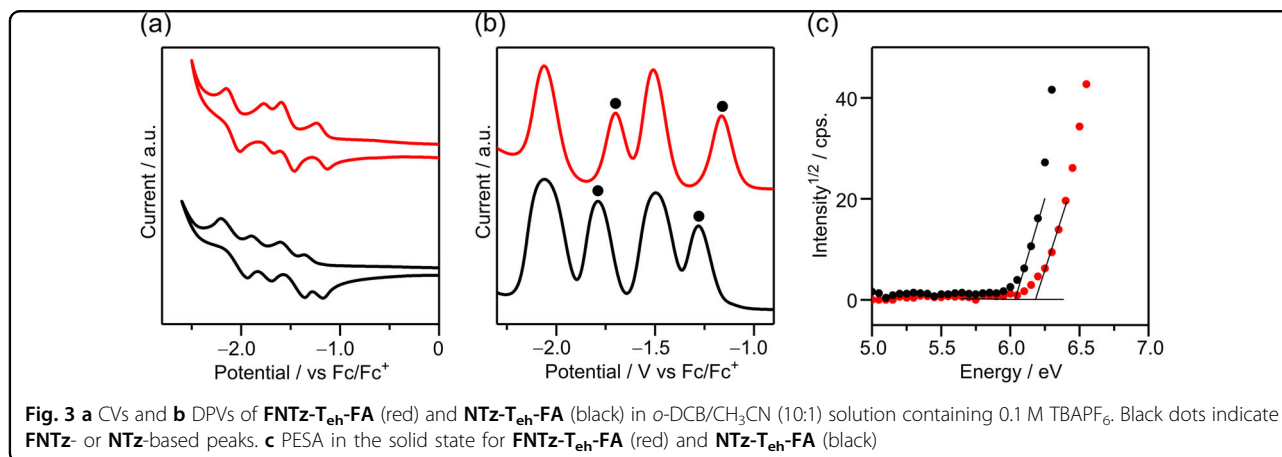 (a)
(b)
(c)
Current / a.u.
−2.0
−1.0
0
Potential / vs Fc/Fc⁺
Current / a.u.
−2.0
−1.5
−1.0
Potential / V vs Fc/Fc⁺
Intensity¹ᐟ² / cps.
40
20
0
5.0
5.5
6.0
6.5
7.0
Energy / eV
Fig. 3 a CVs and b DPVs of FNTz-Tₑₕ-FA (red) and NTz-Tₑₕ-FA (black) in o-DCB/CH₃CN (10:1) solution containing 0.1 M TBAPF₆. Black dots indicate
FNTz- or NTz-based peaks. c PESA in the solid state for FNTz-Tₑₕ-FA (red) and NTz-Tₑₕ-FA (black)